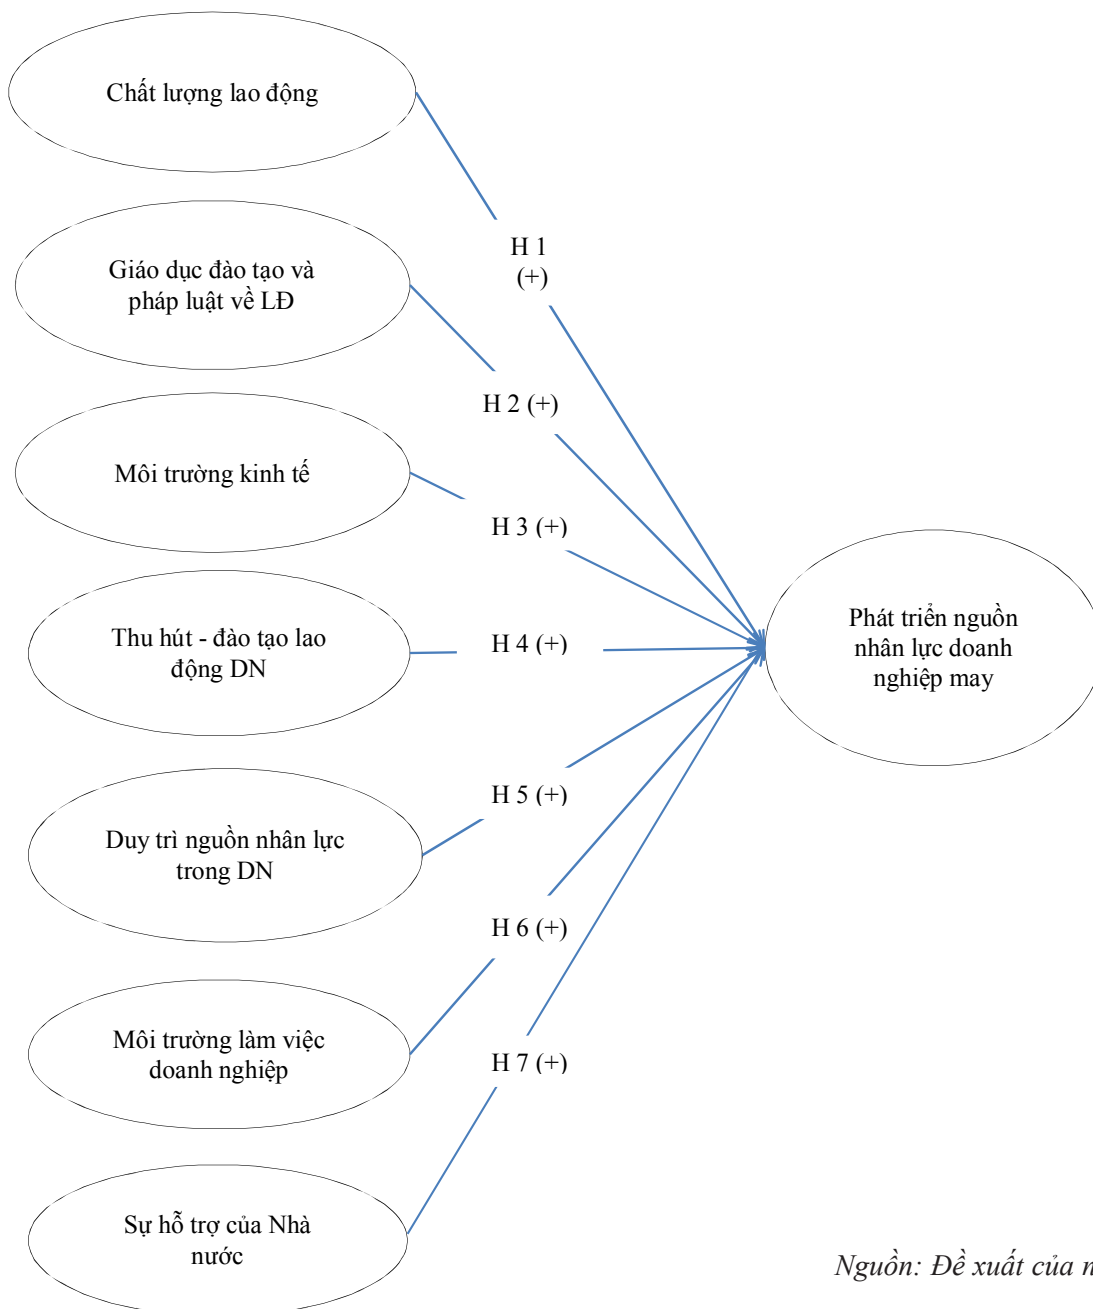 Chất lượng lao động
H 1
(+)
Giáo dục đào tạo và
pháp luật về LĐ
H 2 (+)
Môi trường kinh tế
H 3 (+)
Thu hút - đào tạo lao
động DN
H 4 (+)
Phát triển nguồn
nhân lực doanh
nghiệp may
Duy trì nguồn nhân lực
trong DN
H 5 (+)
H 6 (+)
Môi trường làm việc
doanh nghiệp
H 7 (+)
Sự hỗ trợ của Nhà
nước
Nguồn: Đề xuất của